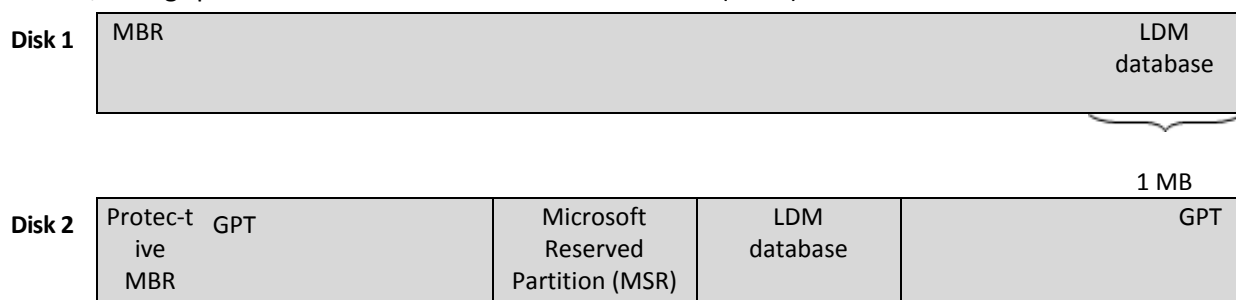 Disk 1
MBR
LDM
database
1 MB
Disk 2
Protec-t
ive
MBR
GPT
Microsoft
Reserved
Partition (MSR)
LDM
database
GPT